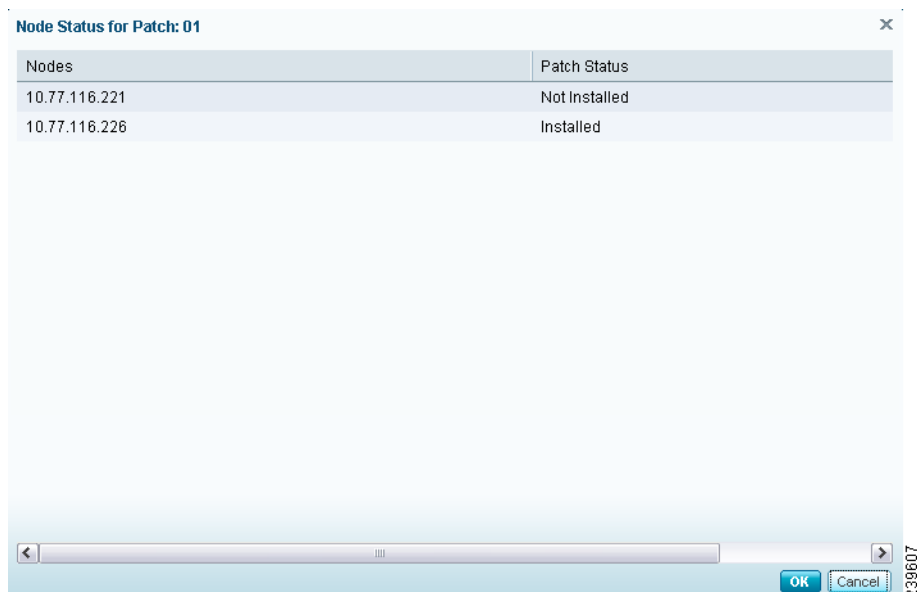 Node Status for Patch: 01
Nodes Patch Status
10.77.116.221 Not Installed
10.77.116.226 Installed
OK Cancel
239607